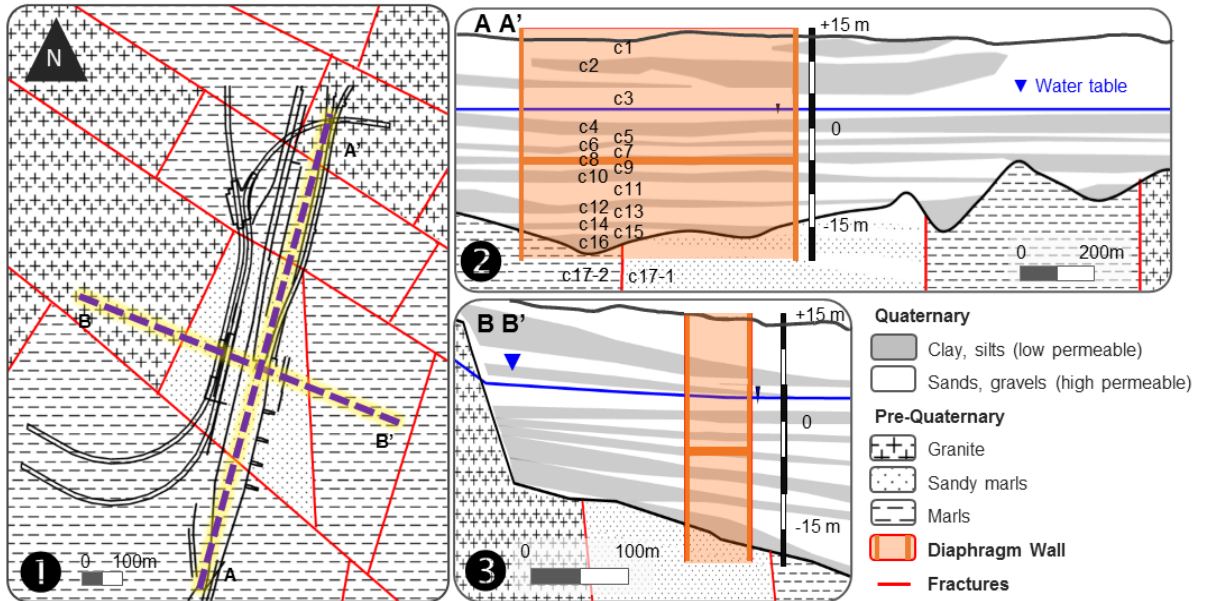 N
A'
B
B'
A
0 100m
1
A A'
+15 m
c1
c2
▼ Water table
c3
c4
0
c5
c6
c7
c8
c9
c10
c11
c12
c13
c14
c15
-15 m
c16
0 200m
2
c17-2 c17-1
B B'
+15 m
0
-15 m
0 100m
3
Quaternary
Clay, silts (low permeable)
Sands, gravels (high permeable)
Pre-Quaternary
Granite
Sandy marls
Marls
Diaphragm Wall
Fractures